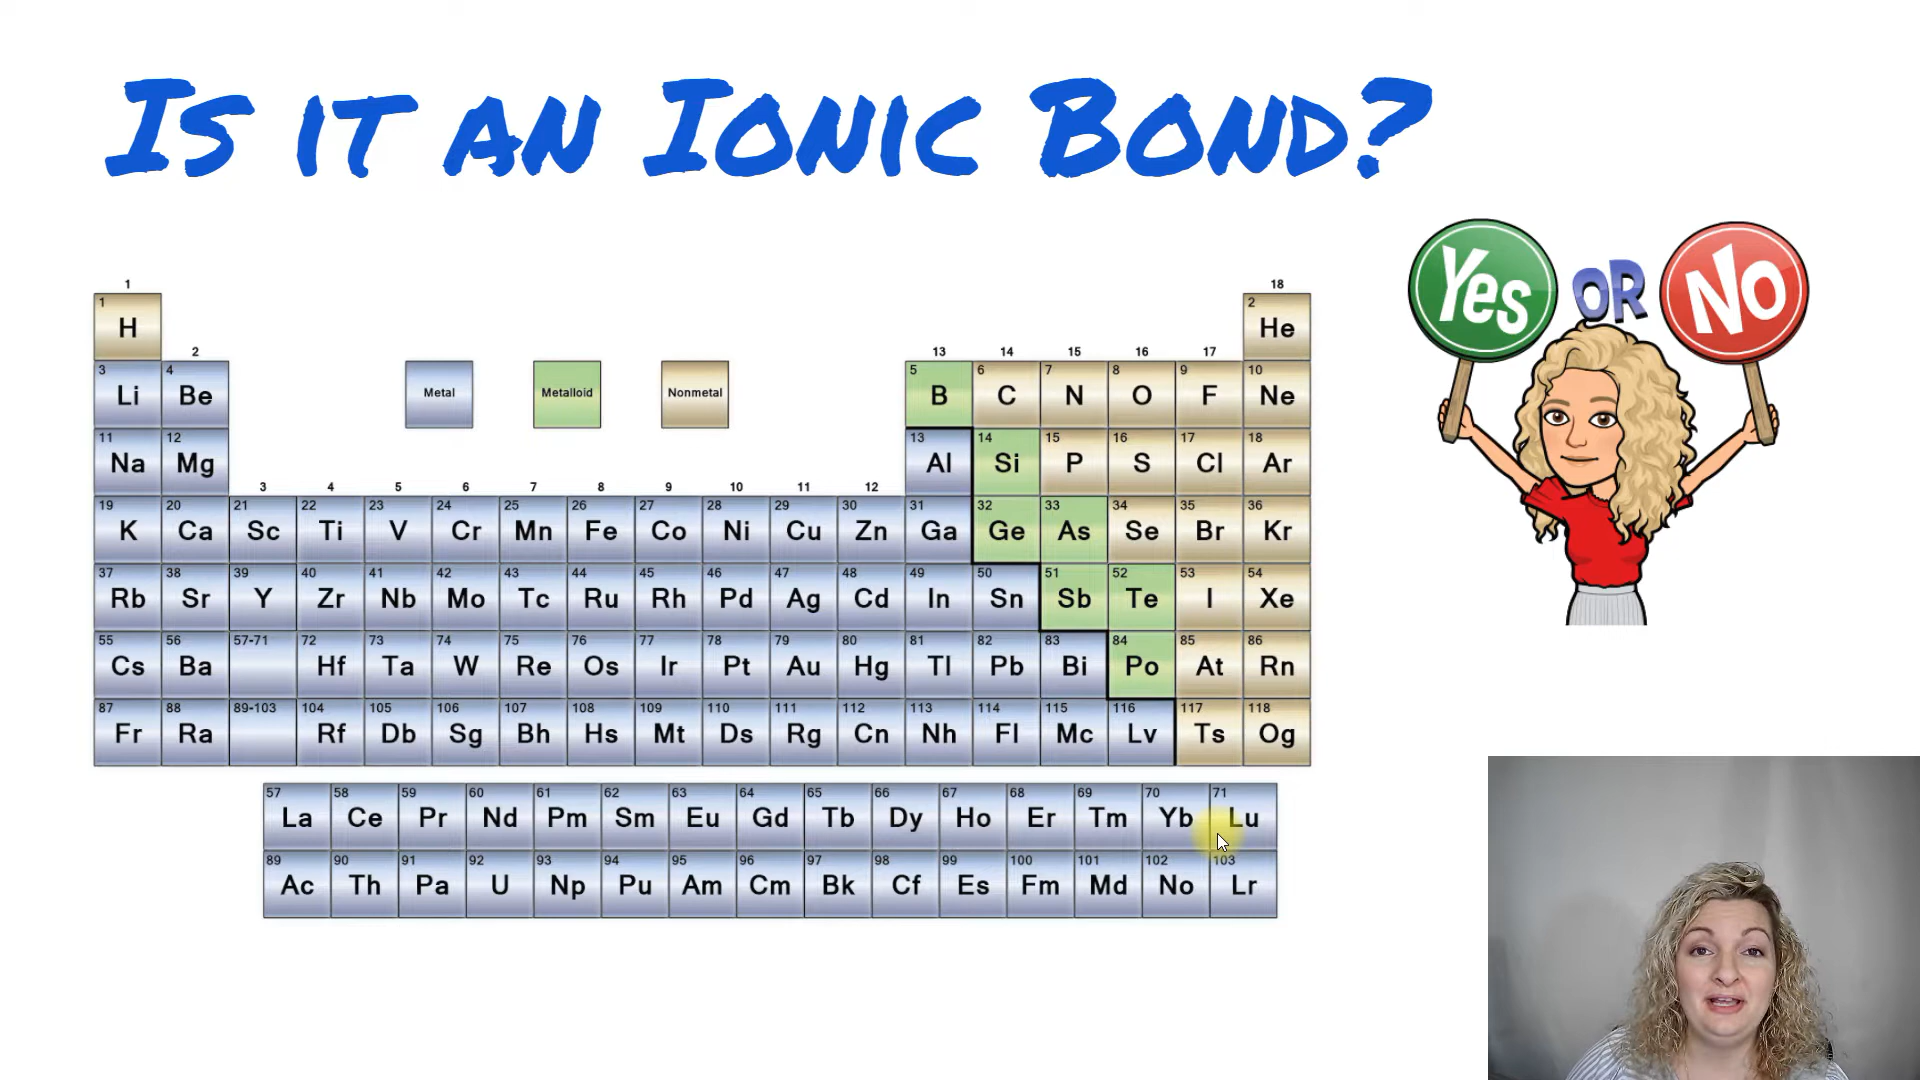 Is it an Ionic Bond?
Yes OR No
1 18
1 2
H He
2 13 14 15 16 17
3 4 5 6 7 8 9 10
Li Be Metal Metalloid Nonmetal B C N O F Ne
11 12 13 14 15 16 17 18
Na Mg Al Si P S Cl Ar
3 4 5 6 7 8 9 10 11 12
19 20 21 22 23 24 25 26 27 28 29 30 31 32 33 34 35 36
K Ca Sc Ti V Cr Mn Fe Co Ni Cu Zn Ga Ge As Se Br Kr
37 38 39 40 41 42 43 44 45 46 47 48 49 50 51 52 53 54
Rb Sr Y Zr Nb Mo Tc Ru Rh Pd Ag Cd In Sn Sb Te I Xe
55 56 57-71 72 73 74 75 76 77 78 79 80 81 82 83 84 85 86
Cs Ba Hf Ta W Re Os Ir Pt Au Hg Tl Pb Bi Po At Rn
87 88 89-103 104 105 106 107 108 109 110 111 112 113 114 115 116 117 118
Fr Ra Rf Db Sg Bh Hs Mt Ds Rg Cn Nh Fl Mc Lv Ts Og
57 58 59 60 61 62 63 64 65 66 67 68 69 70 71
La Ce Pr Nd Pm Sm Eu Gd Tb Dy Ho Er Tm Yb Lu
89 90 91 92 93 94 95 96 97 98 99 100 101 102 103
Ac Th Pa U Np Pu Am Cm Bk Cf Es Fm Md No Lr